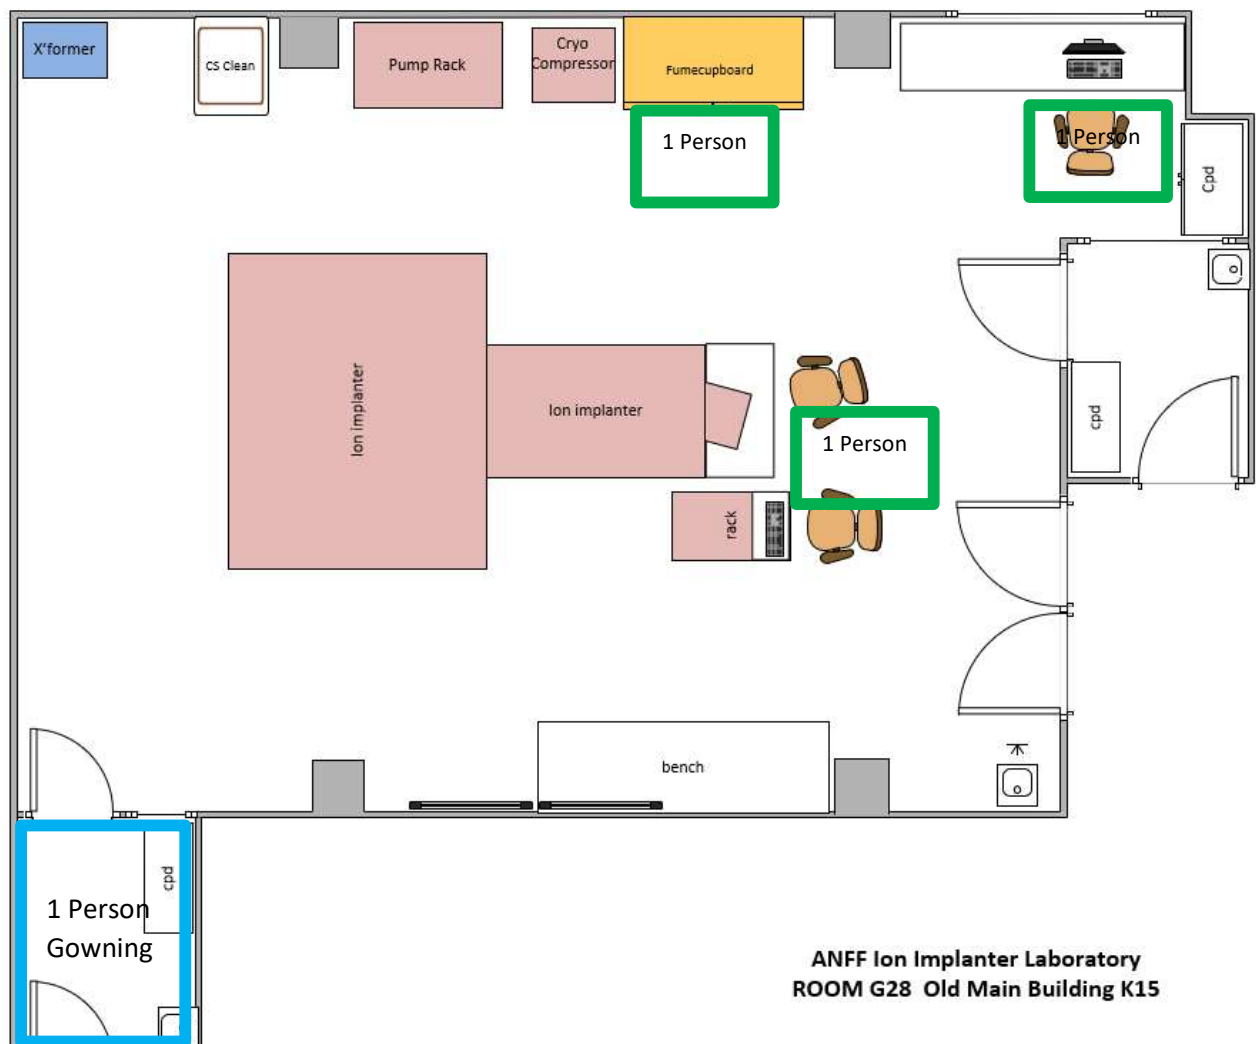 X'former
CS Clean
Pump Rack
Cryo
Compressor
Fumecupboard
1 Person
1 Person
Cpd
Ion implanter
Ion implanter
1 Person
cpd
rack
bench
cpd
1 Person
Gowning
ANFF Ion Implanter Laboratory
ROOM G28 Old Main Building K15